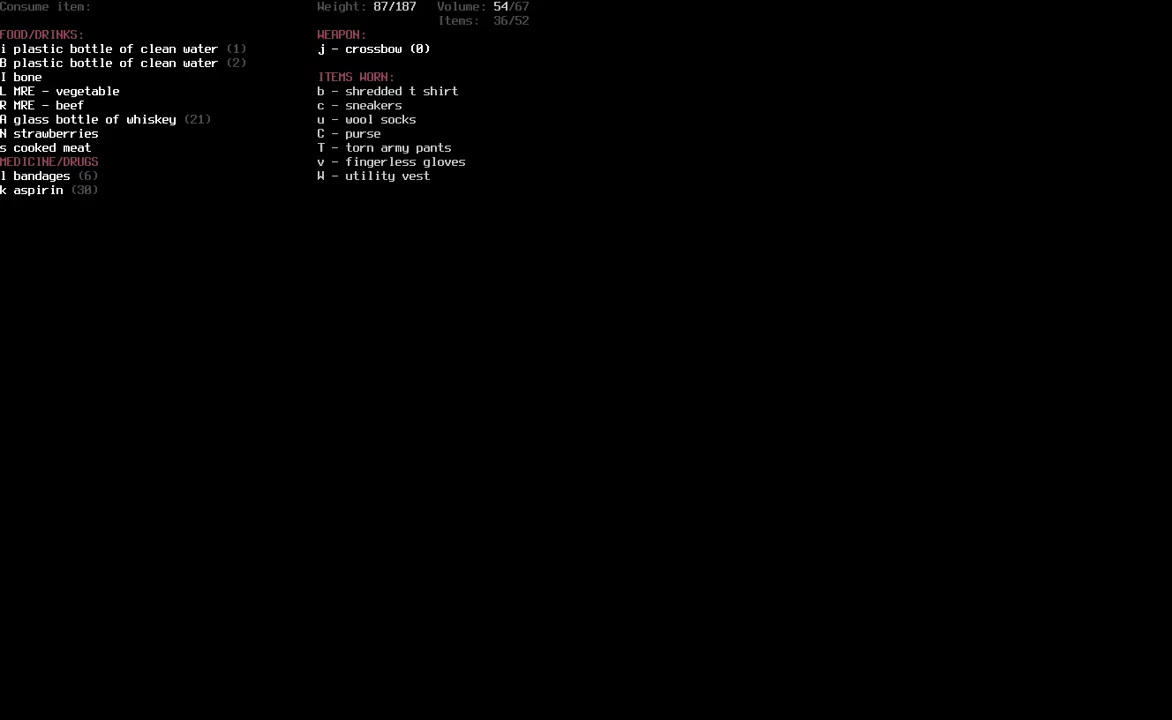 Consume item: Weight: 87/187 Volume: 54/67
Items: 36/52
FOOD/DRINKS: WEAPON:
i plastic bottle of clean water (1) j - crossbow (0)
B plastic bottle of clean water (2)
I bone ITEMS WORN:
L MRE - vegetable b - shredded t shirt
R MRE - beef c - sneakers
A glass bottle of whiskey (21) u - wool socks
N strawberries C - purse
s cooked meat T - torn army pants
MEDICINE/DRUGS v - fingerless gloves
l bandages (6) W - utility vest
k aspirin (30)